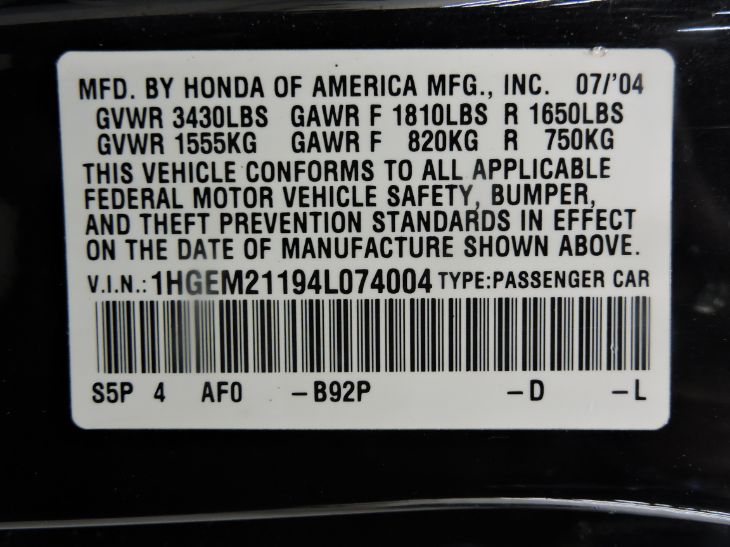 MFD. BY HONDA OF AMERICA MFG., INC. 07/'04
GVWR 3430LBS GAWR F 1810LBS R 1650LBS
GVWR 1555KG GAWR F 820KG R 750KG
THIS VEHICLE CONFORMS TO ALL APPLICABLE
FEDERAL MOTOR VEHICLE SAFETY, BUMPER,
AND THEFT PREVENTION STANDARDS IN EFFECT
ON THE DATE OF MANUFACTURE SHOWN ABOVE.
V.I.N.: 1HGEM21194L074004 TYPE:PASSENGER CAR
S5P 4 AF0 -B92P -D -L